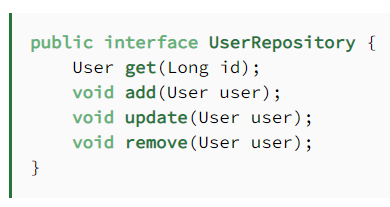 public interface UserRepository {
    User get(Long id);
    void add(User user);
    void update(User user);
    void remove(User user);
}